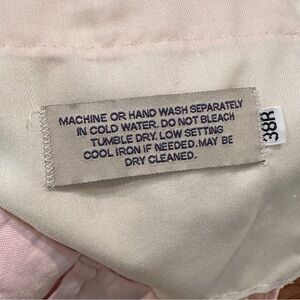 MACHINE OR HAND WASH SEPARATELY
IN COLD WATER. DO NOT BLEACH
TUMBLE DRY. LOW SETTING
COOL IRON IF NEEDED. MAY BE
DRY CLEANED.
38R